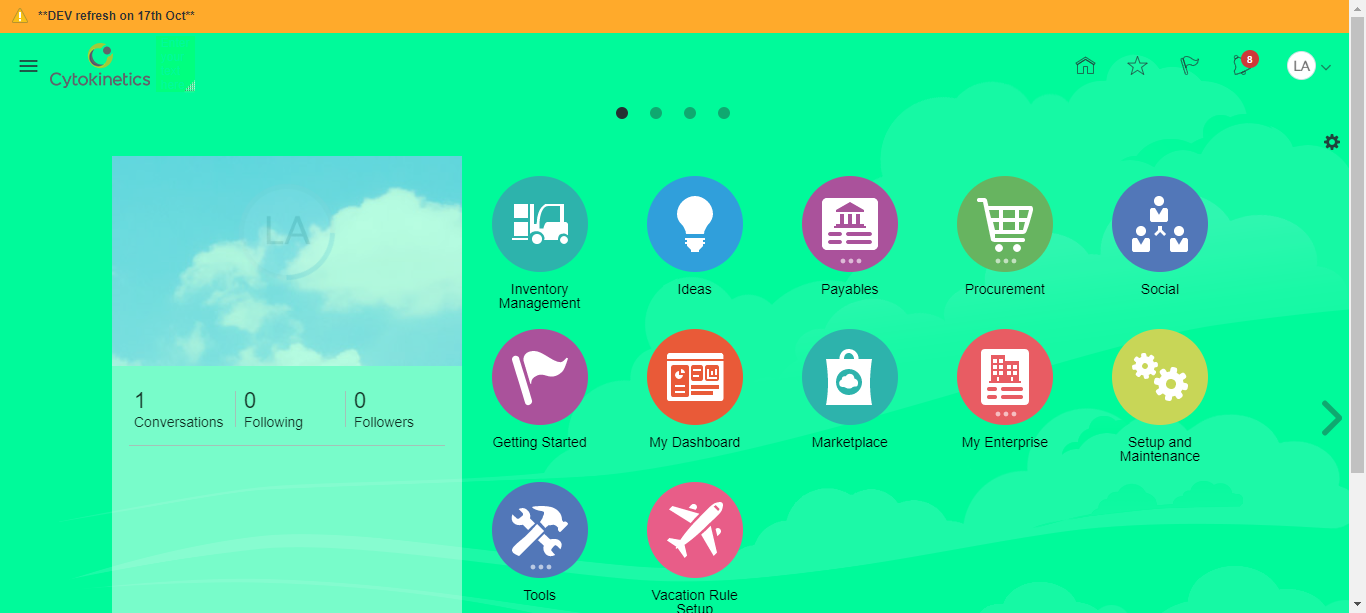 **DEV refresh on 17th Oct**
Cytokinetics
8
LA
LA
Inventory
Management
Ideas
Payables
Procurement
Social
1
Conversations
0
Following
0
Followers
Getting Started
My Dashboard
Marketplace
My Enterprise
Setup and
Maintenance
Tools
Vacation Rule
Setup